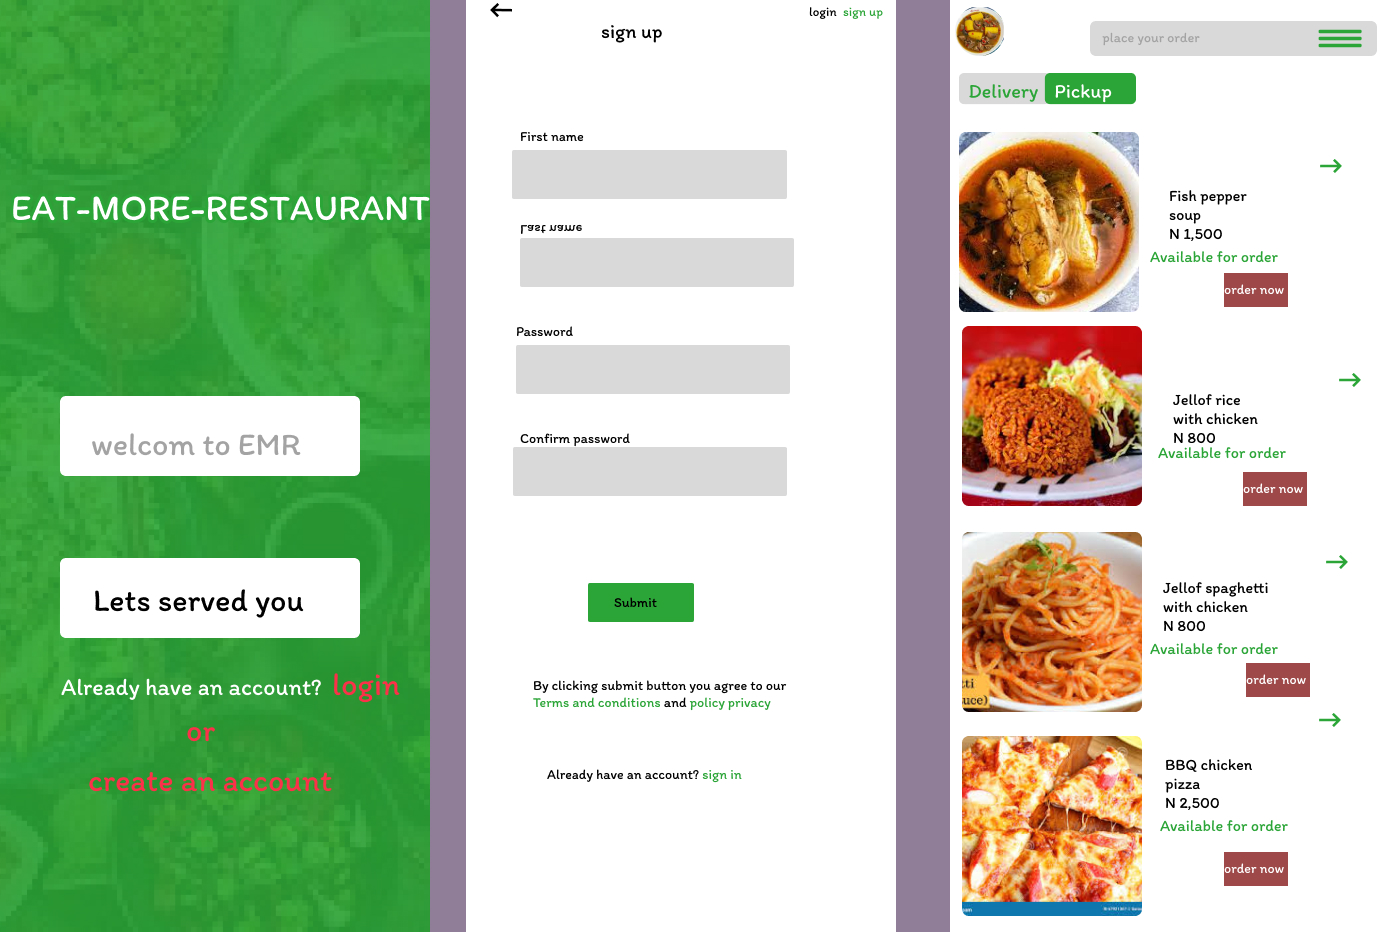 EAT-MORE-RESTAURANT
welcom to EMR
Lets served you
Already have an account? login
or
create an account
login sign up
sign up
First name
Last name
Password
Confirm password
Submit
By clicking submit button you agree to our
Terms and conditions and policy privacy
Already have an account? sign in
place your order
Delivery Pickup
Fish pepper
soup
N 1,500
Available for order
order now
Jellof rice
with chicken
N 800
Available for order
order now
Jellof spaghetti
with chicken
N 800
Available for order
order now
BBQ chicken
pizza
N 2,500
Available for order
order now